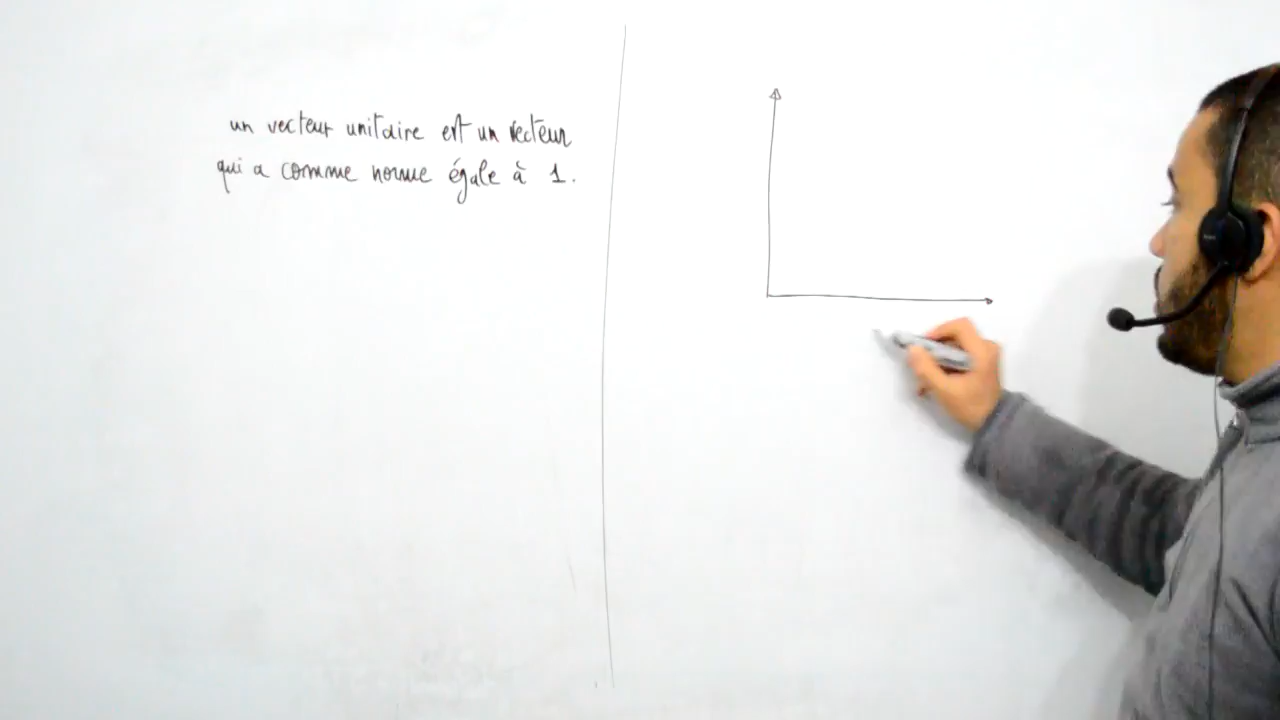 un vecteur unitaire est un vecteur
qui a comme norme égale à 1.